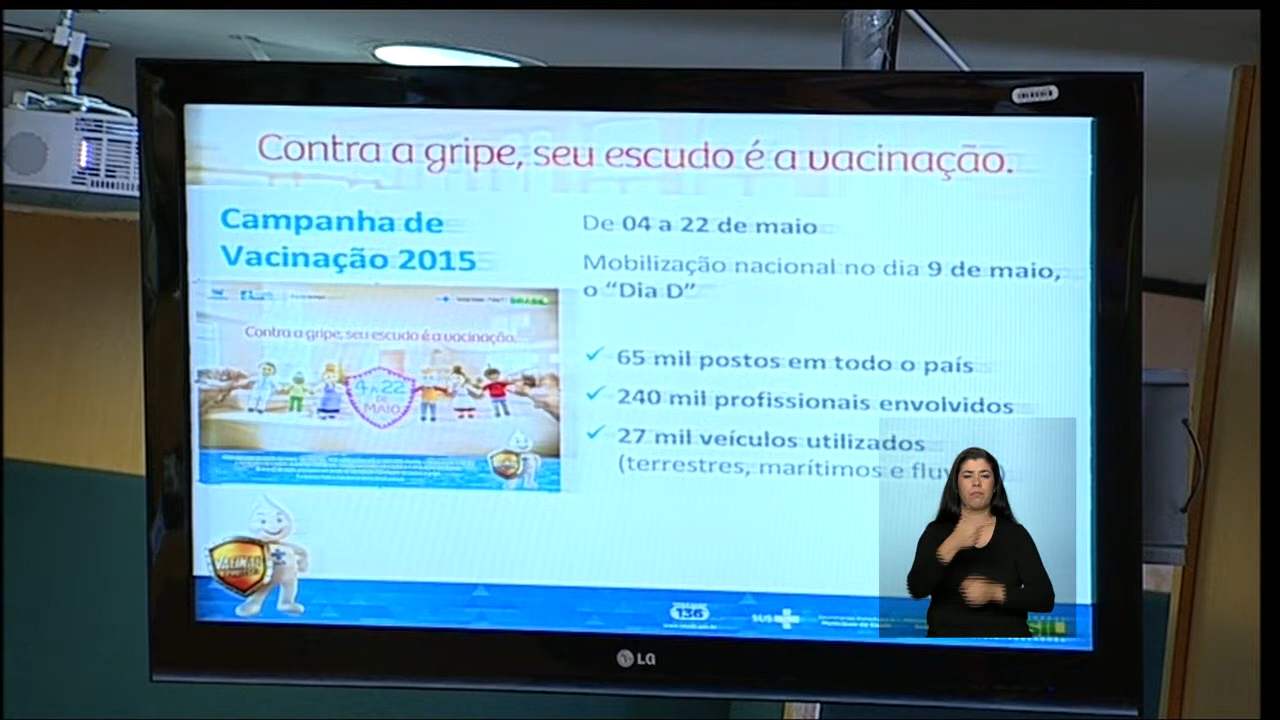 Contra a gripe, seu escudo é a vacinação.
Campanha de
Vacinação 2015
De 04 a 22 de maio
Mobilização nacional no dia 9 de maio,
o “Dia D”
Contra a gripe, seu escudo é a vacinação.
4 A 22
DE
MAIO
✓ 65 mil postos em todo o país
✓ 240 mil profissionais envolvidos
✓ 27 mil veículos utilizados
(terrestres, marítimos e
136
SUS
LG